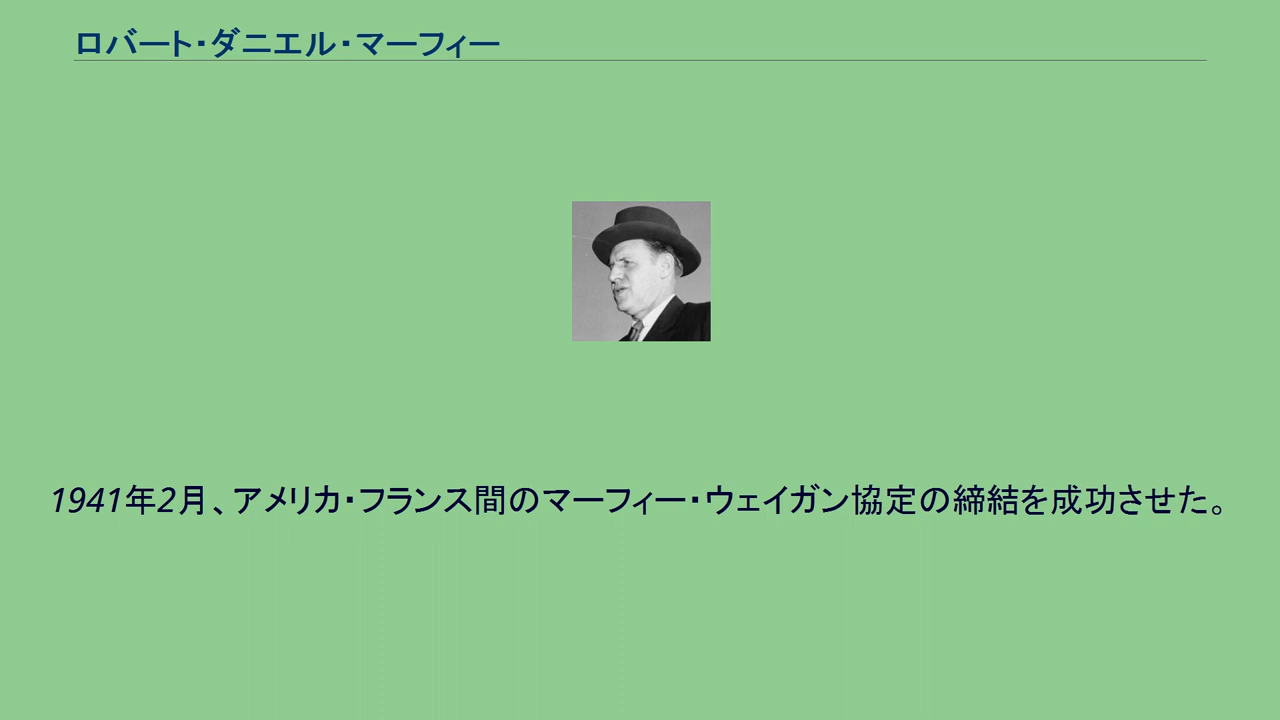 ロバート・ダニエル・マーフィー
1941年2月、アメリカ・フランス間のマーフィー・ウェイガン協定の締結を成功させた。